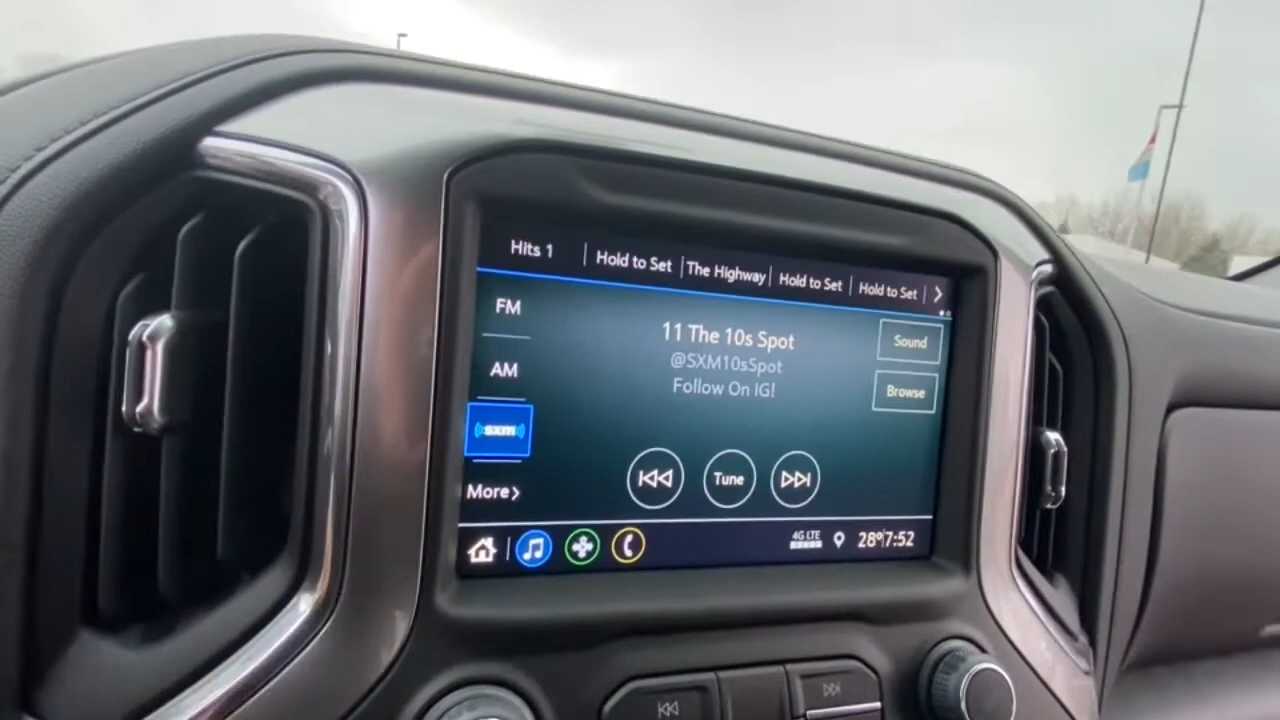 Hits 1
Hold to Set
The Highway
Hold to Set
Hold to Set
FM
AM
sxm
More
11 The 10s Spot
@SXM10sSpot
Follow On IG!
Sound
Browse
Tune
4G LTE
28° 7:52